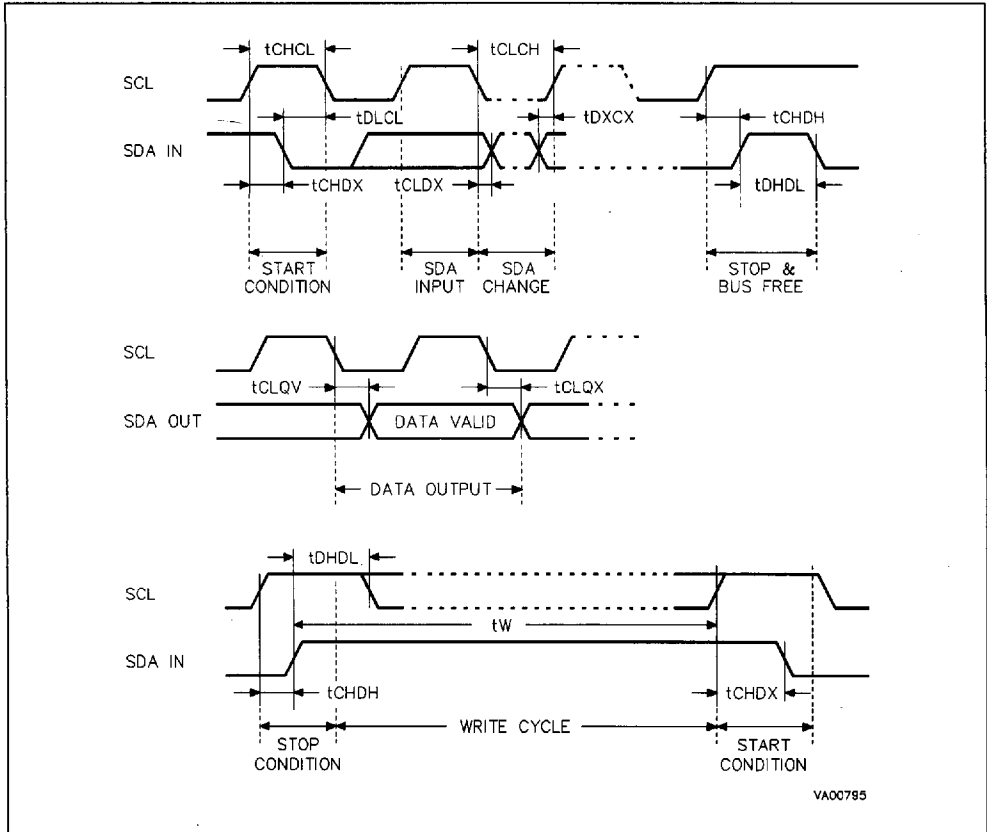 tCHCL
tCLCH
SCL
tDLCL
tDXCX
tCHDH
SDA IN
tCHDX
tCLDX
tDHDL
START
CONDITION
SDA
INPUT
SDA
CHANGE
STOP &
BUS FREE
SCL
tCLQV
tCLQX
SDA OUT
DATA VALID
DATA OUTPUT
tDHDL
SCL
tW
SDA IN
tCHDH
tCHDX
STOP
CONDITION
WRITE CYCLE
START
CONDITION
VA00795